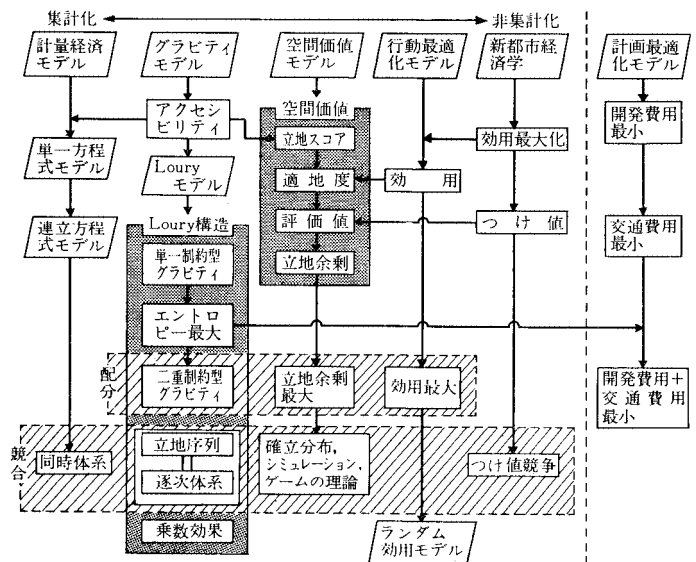 集計化
非集計化
計量経済
モデル
グラビティ
モデル
空間価値
モデル
行動最適
化モデル
新都市経
済学
計画最適
化モデル
アクセシ
ビリティ
空間価値
立地スコア
効用最大化
開発費用
最小
単一方程
式モデル
Loury
モデル
適地度
効用
連立方程
式モデル
Loury構造
評価値
つけ値
交通費用
最小
単一制約型
グラビティ
立地余剰
エントロ
ピー最大
配分
二重制約型
グラビティ
立地余剰
最大
効用最大
開発費用＋
交通費用
最小
競合
同時体系
立地序列
逐次体系
確立分布,
シミュレーション,
ゲームの理論
つけ値競争
乗数効果
ランダム
効用モデル